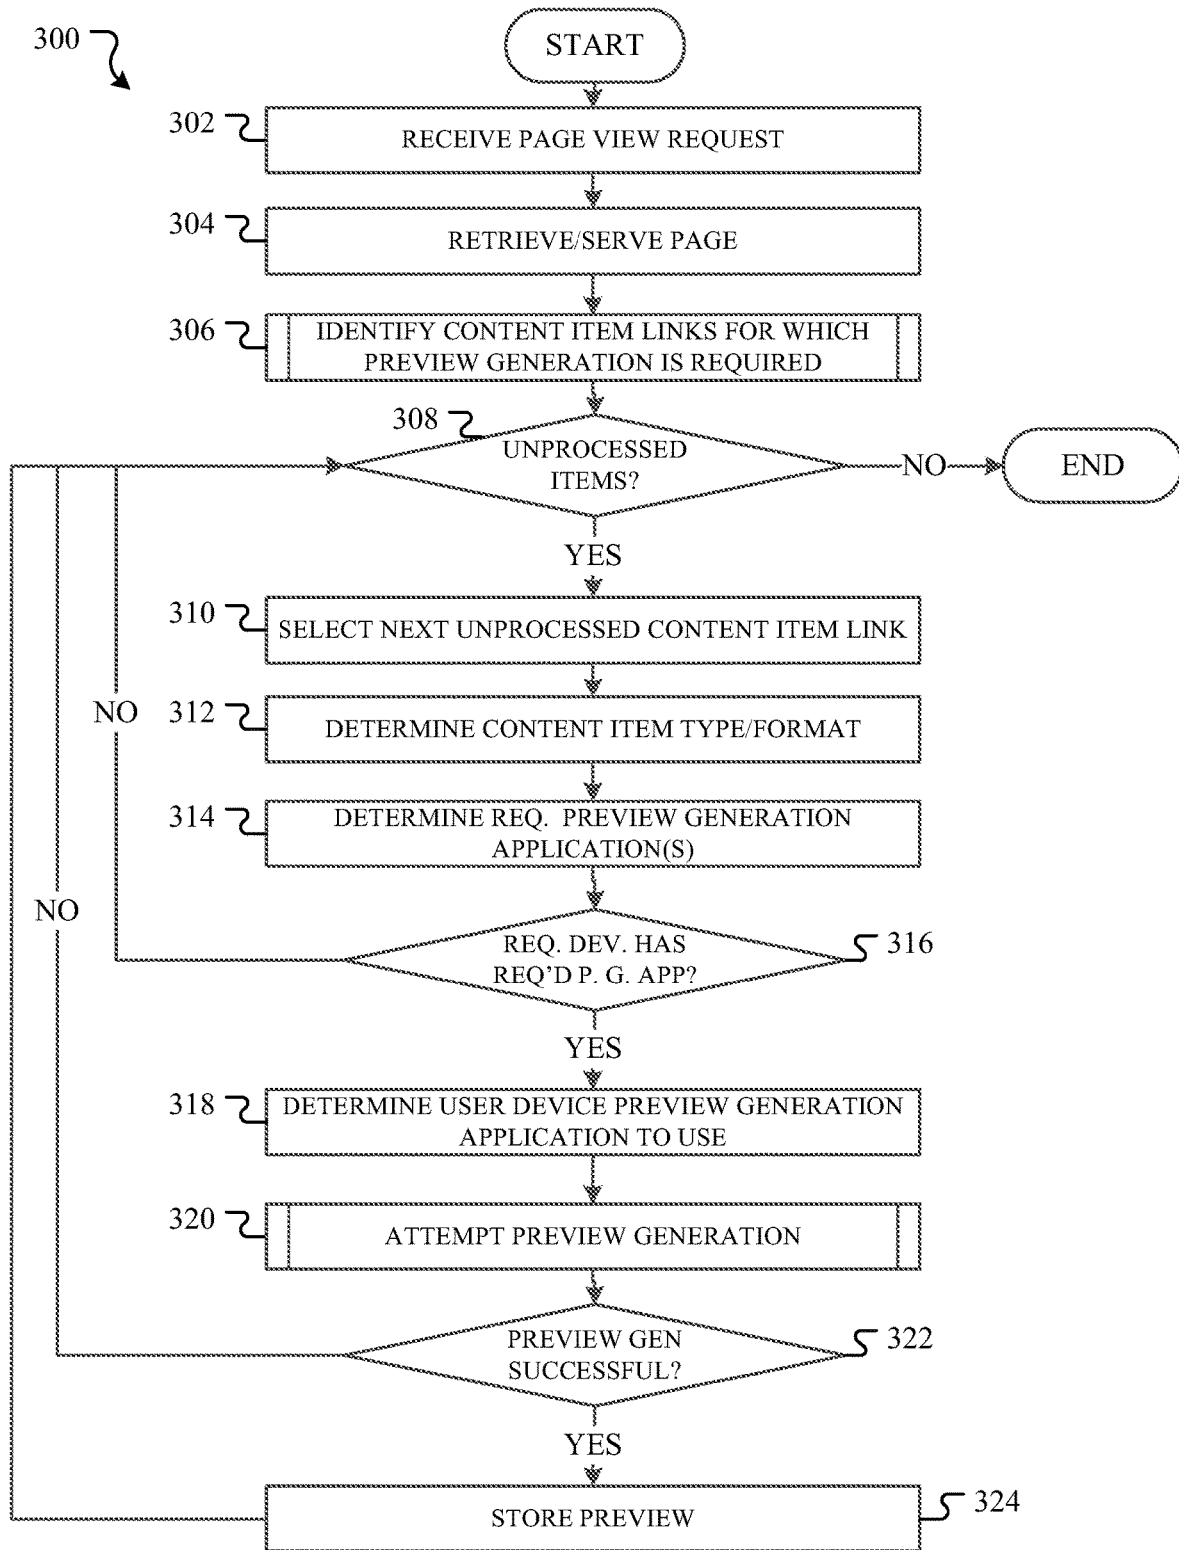 300
START
302
RECEIVE PAGE VIEW REQUEST
304
RETRIEVE/SERVE PAGE
306
IDENTIFY CONTENT ITEM LINKS FOR WHICH
PREVIEW GENERATION IS REQUIRED
308
UNPROCESSED
ITEMS?
NO
END
YES
310
SELECT NEXT UNPROCESSED CONTENT ITEM LINK
NO
312
DETERMINE CONTENT ITEM TYPE/FORMAT
314
DETERMINE REQ. PREVIEW GENERATION
APPLICATION(S)
NO
REQ. DEV. HAS
REQ'D P. G. APP?
316
YES
318
DETERMINE USER DEVICE PREVIEW GENERATION
APPLICATION TO USE
320
ATTEMPT PREVIEW GENERATION
PREVIEW GEN
SUCCESSFUL?
322
YES
STORE PREVIEW
324